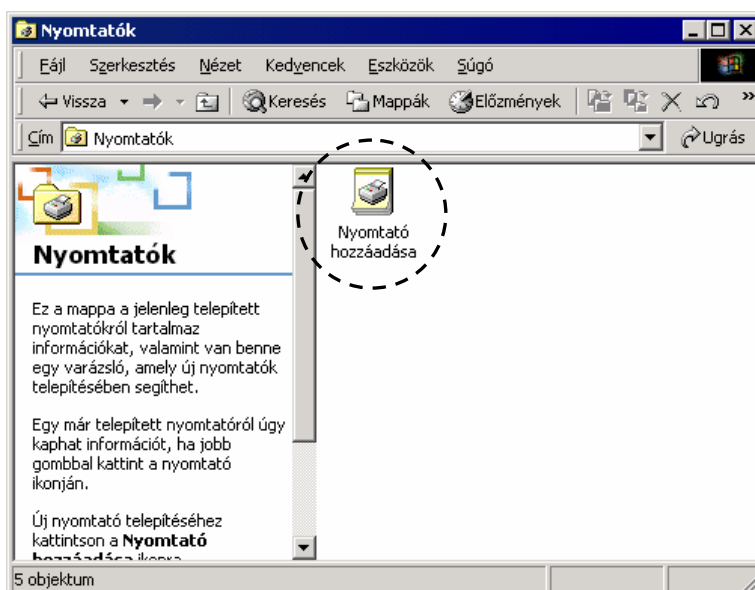 Nyomtatók
Fájl Szerkesztés Nézet Kedvencek Eszközök Súgó
Vissza Keresés Mappák Előzmények »
Cím Nyomtatók Ugrás
Nyomtató
hozzáadása
Nyomtatók
Ez a mappa a jelenleg telepített
nyomtatókról tartalmaz
információkat, valamint van benne
egy varázsló, amely új nyomtatók
telepítésében segíthet.
Egy már telepített nyomtatóról úgy
kaphat információt, ha jobb
gombbal kattint a nyomtató
ikonján.
Új nyomtató telepítéséhez
kattintson a Nyomtató
hozzáadása ikonra
5 objektum